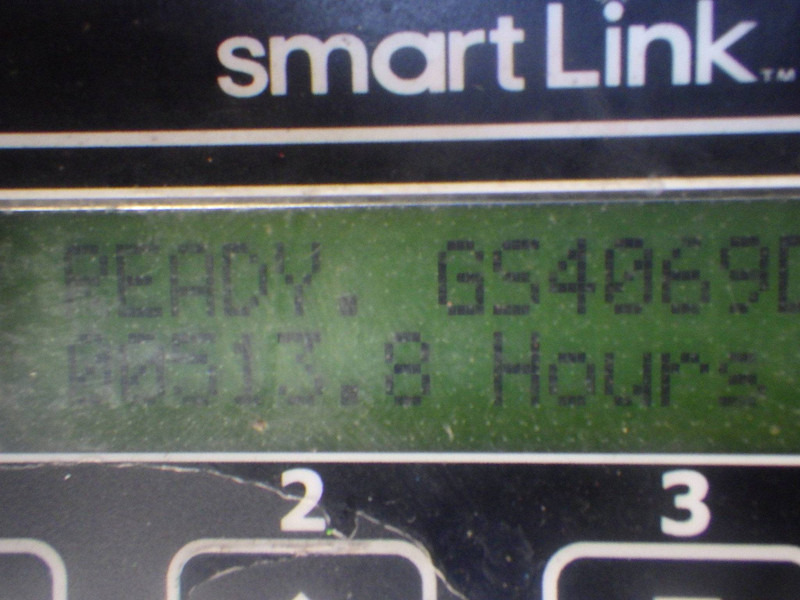 smart Link™
READY. GS4069D
00513.8 Hours
2 3